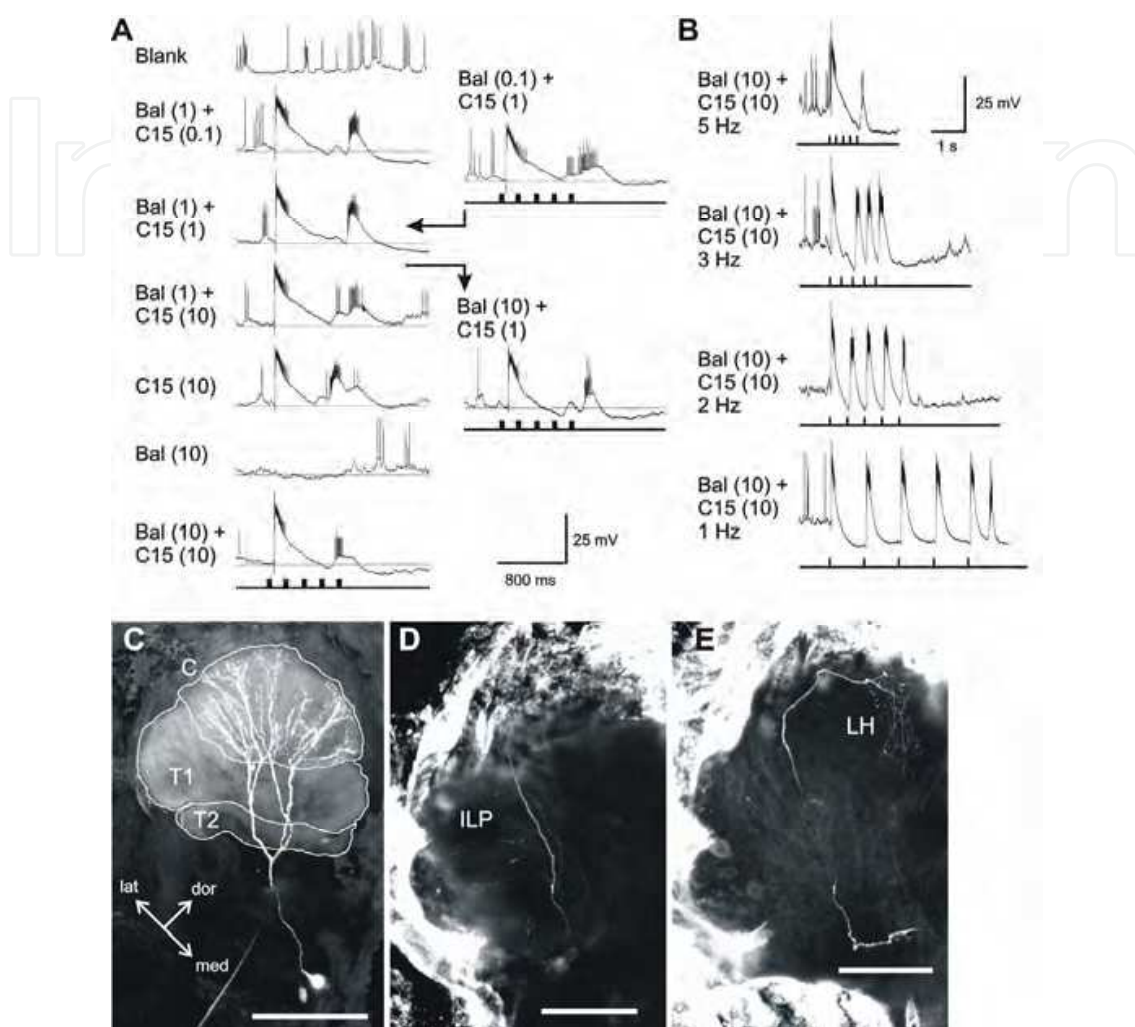 A
Blank
Bal (1) +
C15 (0.1)
Bal (1) +
C15 (1)
Bal (1) +
C15 (10)
C15 (10)
Bal (10)
Bal (10) +
C15 (10)
Bal (0.1) +
C15 (1)
Bal (10) +
C15 (1)
25 mV
800 ms
B
Bal (10) +
C15 (10)
5 Hz
25 mV
1 s
Bal (10) +
C15 (10)
3 Hz
Bal (10) +
C15 (10)
2 Hz
Bal (10) +
C15 (10)
1 Hz
C
C
T1
T2
lat
dor
med
D
ILP
E
LH